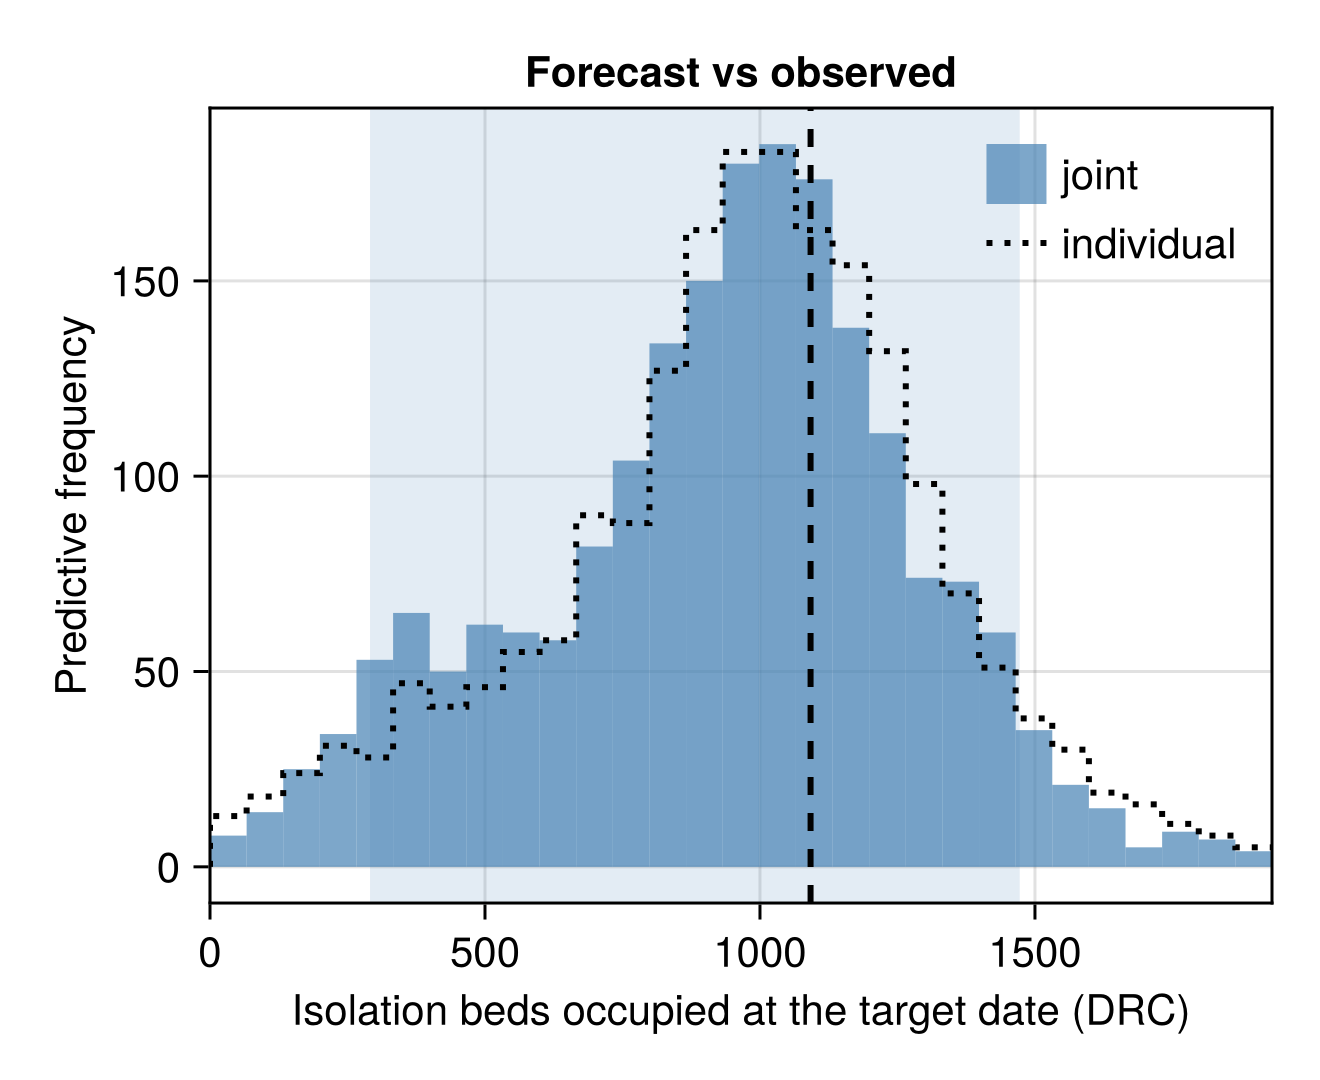 Forecast vs observed
joint
individual
Predictive frequency
150
100
50
0
0 500 1000 1500
Isolation beds occupied at the target date (DRC)